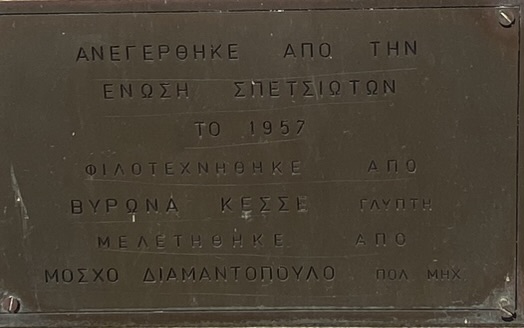 ΑΝΕΓΕΡΘΗΚΕ ΑΠΟ ΤΗΝ
ΕΝΩΣΗ ΣΠΕΤΣΙΩΤΩΝ
ΤΟ 1957
ΦΙΛΟΤΕΧΝΗΘΗΚΕ ΑΠΟ
ΒΥΡΩΝΑ ΚΕΣΣΕ ΓΛΥΠΤΗ
ΜΕΛΕΤΗΘΗΚΕ ΑΠΟ
ΜΟΣΧΟ ΔΙΑΜΑΝΤΟΠΟΥΛΟ ΠΟΛ ΜΗΧ